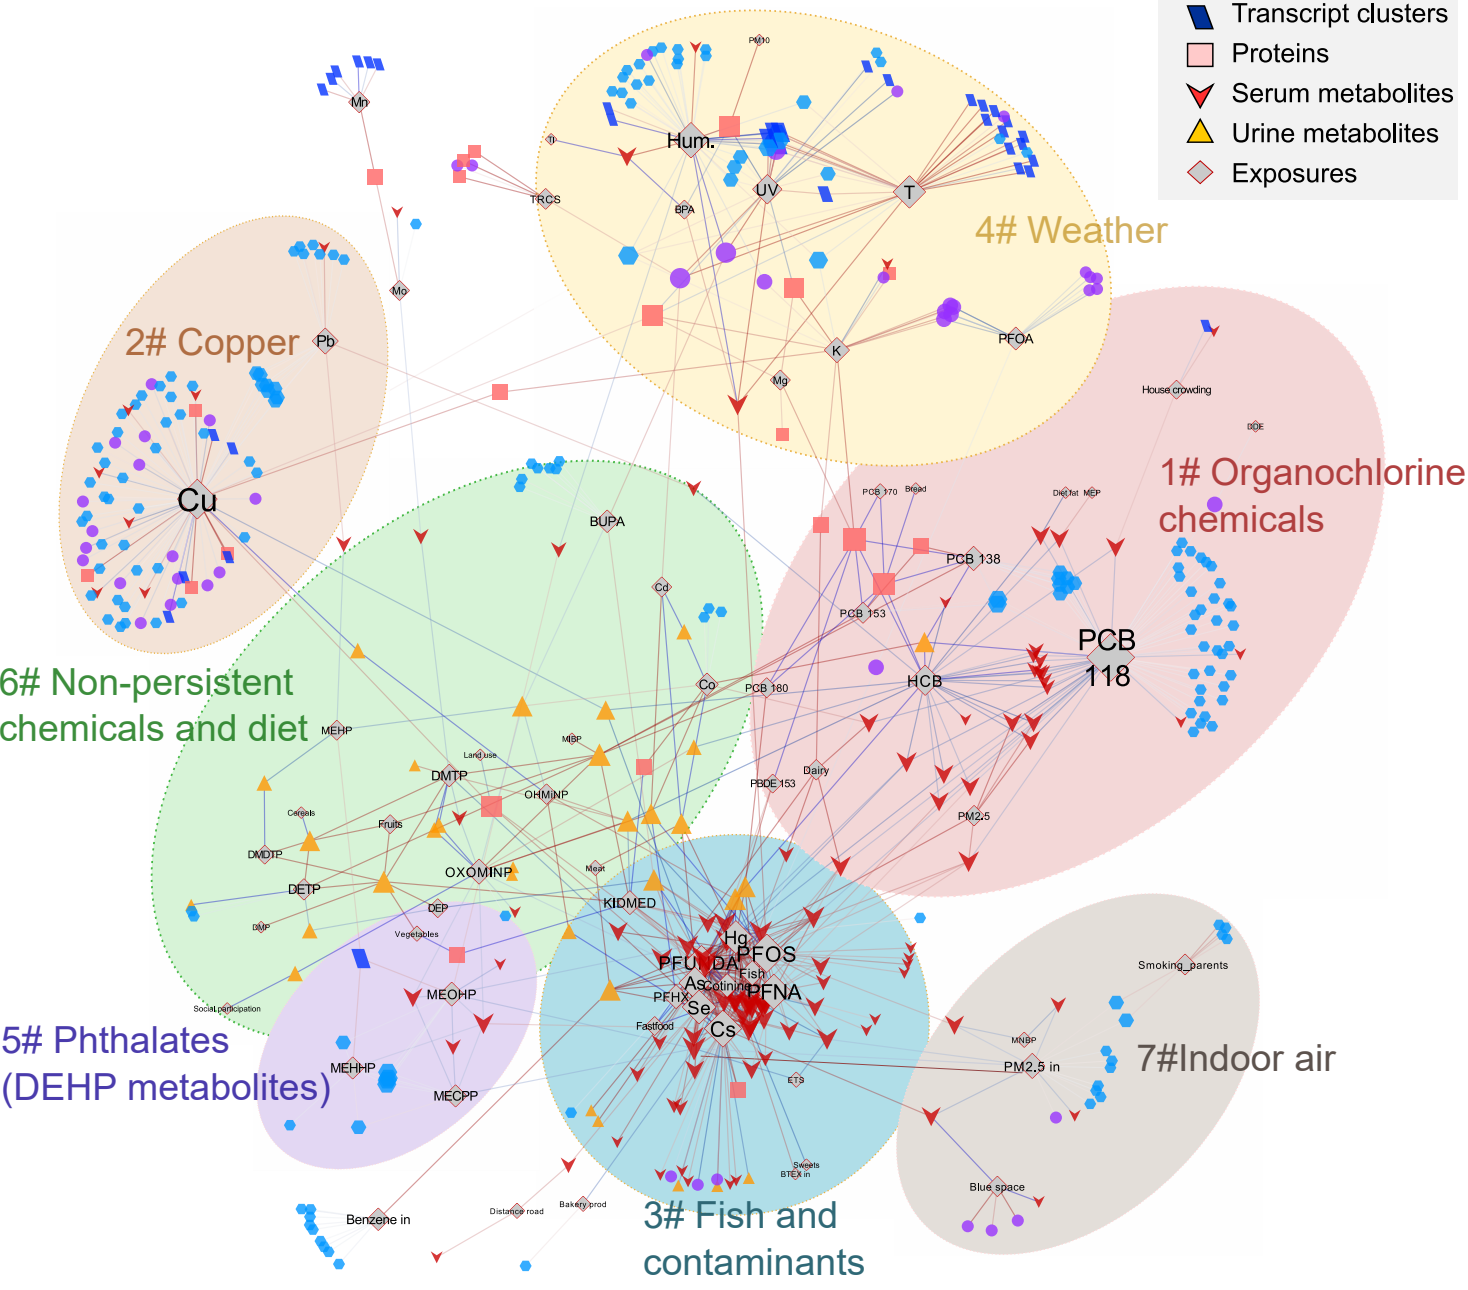 Transcript clusters
Proteins
Serum metabolites
Urine metabolites
Exposures
PM10
Mn
Hum.
TI
TRCS
UV
T
BPA
4# Weather
Mo
2# Copper
Pb
PFOA
K
Mg
House crowding
DDE
1# Organochlorine
chemicals
PCB 170
Bread
Diet fat
MEP
Cu
BUPA
PCB 138
Cd
PCB 153
PCB
118
HCB
6# Non-persistent
chemicals and diet
Co
PCB 180
MEHP
MIBP
Land use
DMTP
OHMiNP
PBDE 153
Dairy
Cereals
Fruits
PM2.5
DMDTP
OXOMINP
Meat
DETP
KIDMED
DEP
DMP
Vegetables
Hg
PFOS
PFUNDA
Fish
As
Cotinine
PFNA
PFHX
Se
Fastfood
Cs
Smoking_parents
MEOHP
Social participation
5# Phthalates
(DEHP metabolites)
MEHHP
MECPP
MNBP
PM2.5 in
7#Indoor air
ETS
Sweets
BTEX in
Blue space
Benzene in
Distance road
Bakery prod
3# Fish and
contaminants